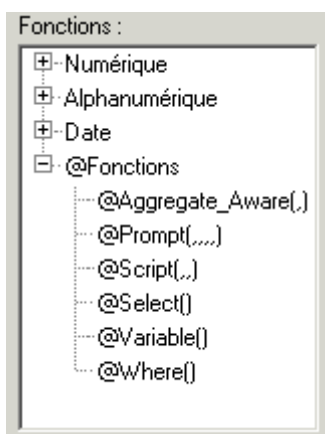 Fonctions :
Numérique
Alphanumérique
Date
@Fonctions
@Aggregate_Aware(,)
@Prompt(,,,,)
@Script(,,)
@Select()
@Variable()
@Where()